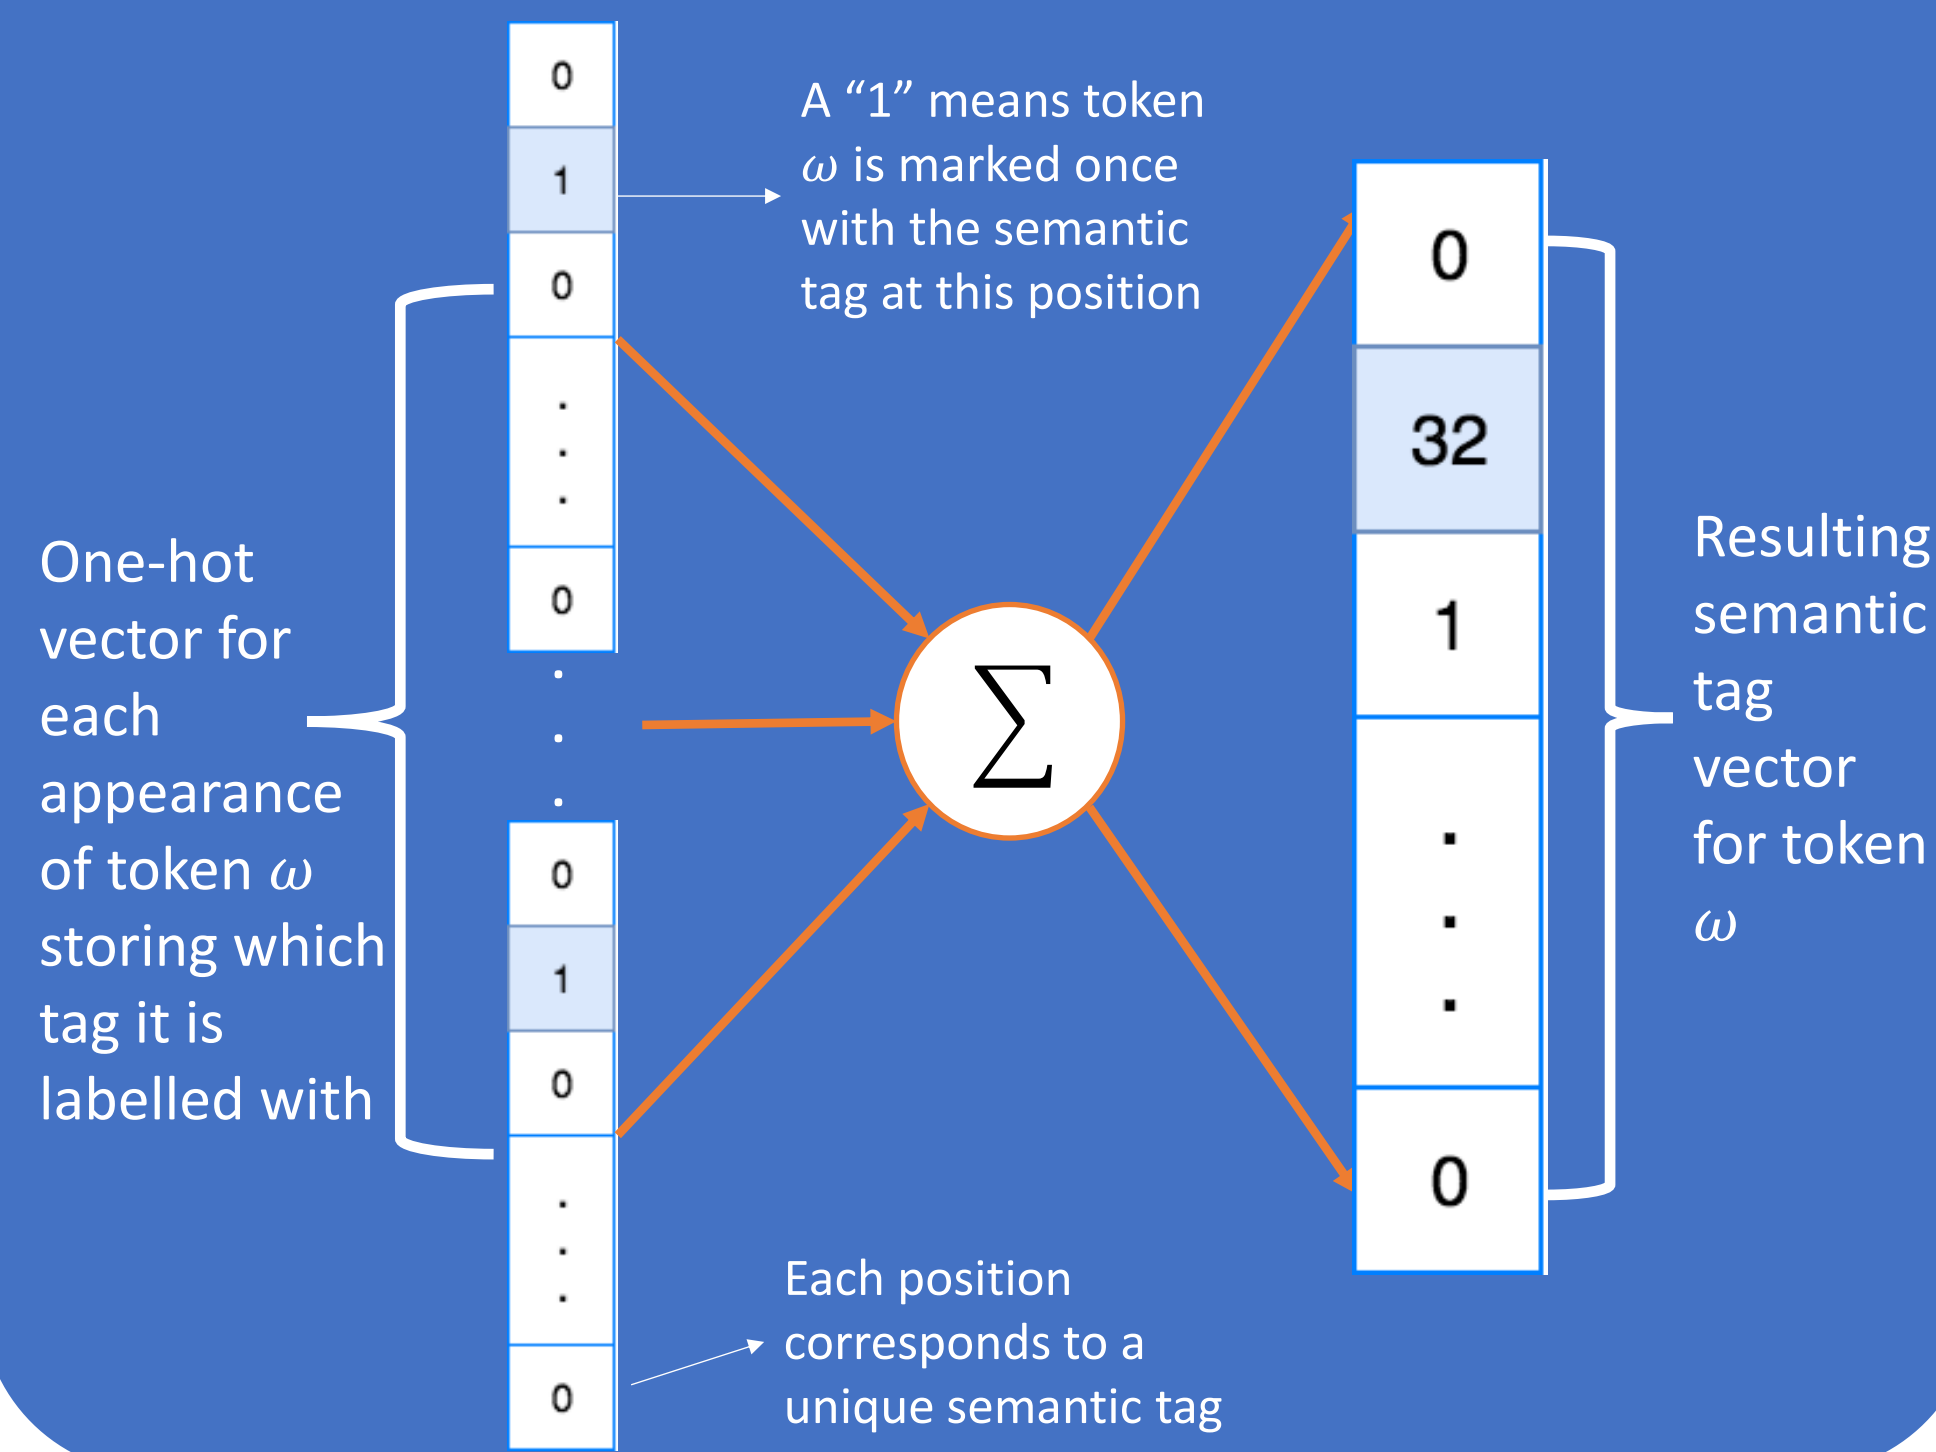 0
1
0
.
.
.
0
.
.
.
0
1
0
.
.
.
0
One-hot
vector for
each
appearance
of token ω
storing which
tag it is
labelled with
A “1” means token
ω is marked once
with the semantic
tag at this position
∑
Each position
corresponds to a
unique semantic tag
0
32
1
.
.
.
0
Resulting
semantic
tag
vector
for token
ω